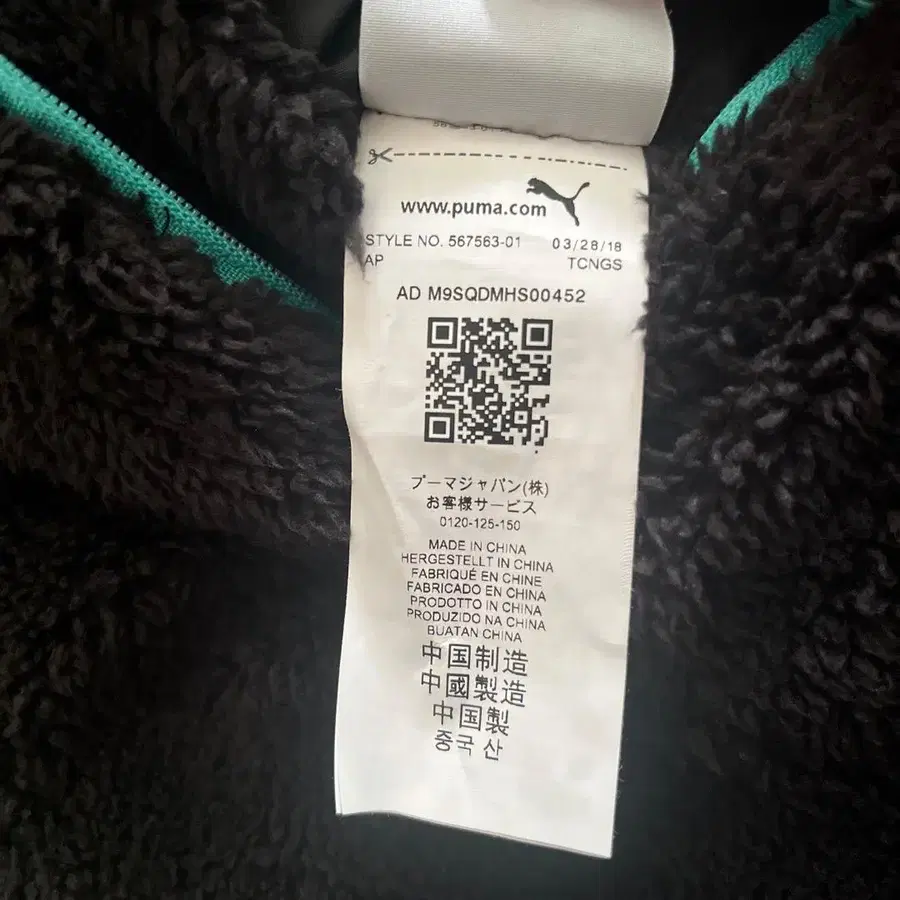 www.puma.com
STYLE NO. 567563-01 03/28/18
AP TCNGS
AD M9SQDMHS00452
プーマジャパン(株)
お客様サービス
0120-125-150
MADE IN CHINA
HERGESTELLT IN CHINA
FABRIQUÉ EN CHINE
FABRICADO EN CHINA
PRODOTTO IN CHINA
PRODUZIDO NA CHINA
BUATAN CHINA
中国制造
中國製造
中国製
중국 산